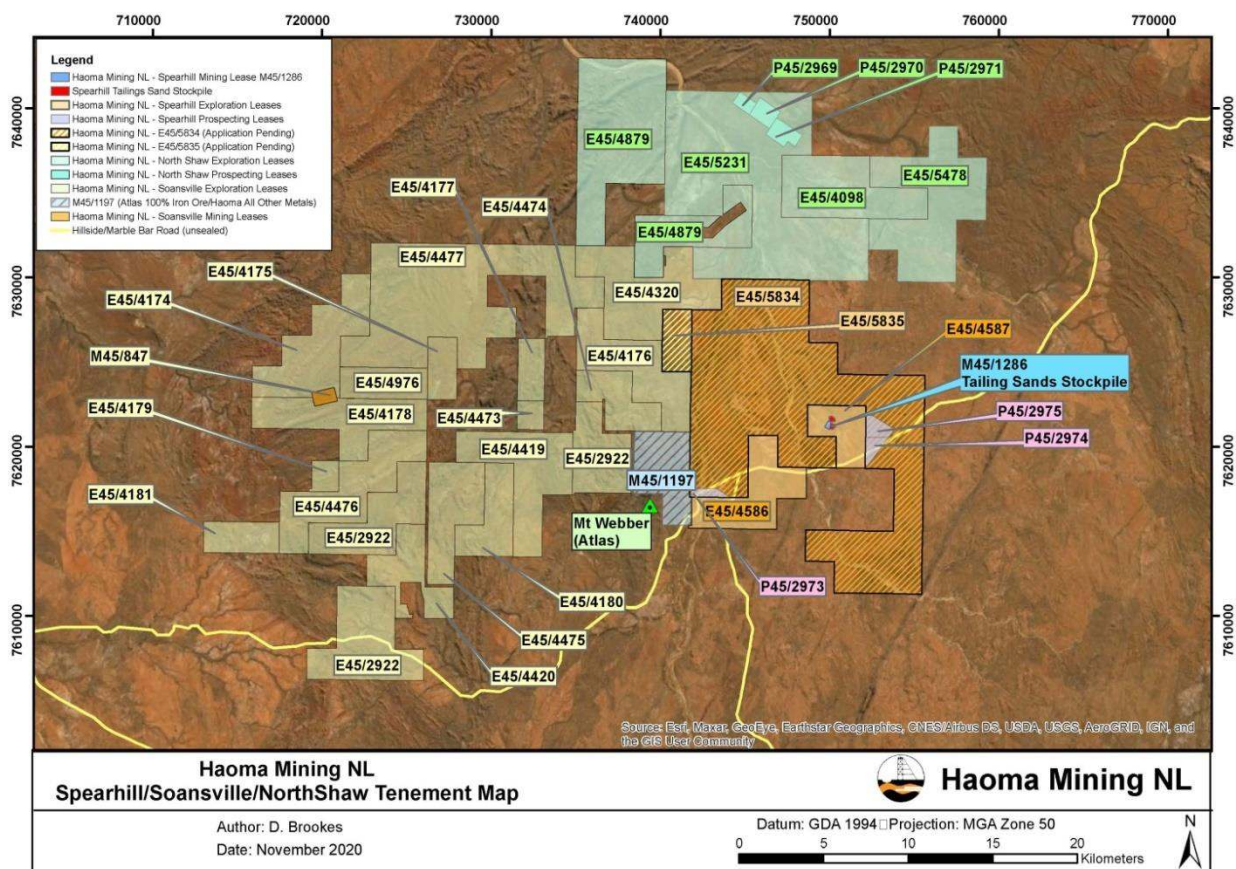 710000 720000 730000 740000 750000 760000 770000
7640000
7630000
7620000
7610000
7640000
7630000
7620000
7610000
Legend
Haoma Mining NL - Spearhill Mining Lease M45/1286
Spearhill Tailings Sand Stockpile
Haoma Mining NL - Spearhill Exploration Leases
Haoma Mining NL - Spearhill Prospecting Leases
Haoma Mining NL - E45/5834 (Application Pending)
Haoma Mining NL - E45/5835 (Application Pending)
Haoma Mining NL - North Shaw Exploration Leases
Haoma Mining NL - North Shaw Prospecting Leases
Haoma Mining NL - Soansville Exploration Leases
M45/1197 (Atlas 100% Iron Ore/Haoma All Other Metals)
Haoma Mining NL - Soansville Mining Leases
Hillside/Marble Bar Road (unsealed)
P45/2969
P45/2970
P45/2971
E45/4879
E45/5231
E45/5478
E45/4098
E45/4177
E45/4474
E45/4879
E45/4477
E45/4175
E45/4174
E45/4320
E45/5834
E45/5835
E45/4587
M45/847
E45/4176
M45/1286
Tailing Sands Stockpile
E45/4976
E45/4179
E45/4178
E45/4473
P45/2975
P45/2974
E45/4419
E45/2922
M45/1197
E45/4181
E45/4476
E45/4586
E45/2922
Mt Webber
(Atlas)
P45/2973
E45/4180
E45/4475
E45/2922
E45/4420
Source: Esri, Maxar, GeoEye, Earthstar Geographics, CNES/Airbus DS, USDA, USGS, AeroGRID, IGN, and
the GIS User Community
Haoma Mining NL
Spearhill/Soansville/NorthShaw Tenement Map
Haoma Mining NL
Author: D. Brookes
Date: November 2020
Datum: GDA 1994 □Projection: MGA Zone 50
N
0 5 10 15 20
Kilometers